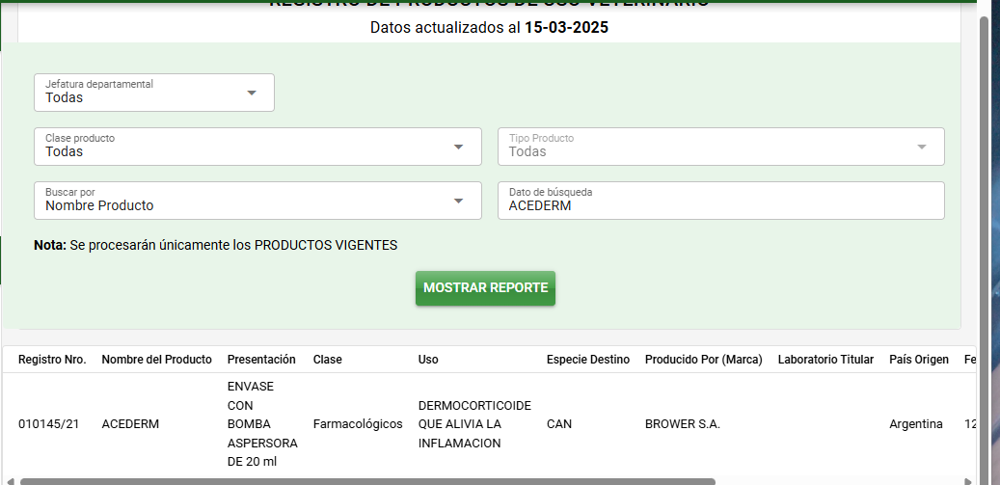 REGISTRO DE PRODUCTOS DE USO VETERINARIO
Datos actualizados al 15-03-2025
Jefatura departamental
Todas
Clase producto
Todas
Tipo Producto
Todas
Buscar por
Nombre Producto
Dato de búsqueda
ACEDERM
Nota: Se procesarán únicamente los PRODUCTOS VIGENTES
MOSTRAR REPORTE
Registro Nro. Nombre del Producto Presentación Clase Uso Especie Destino Producido Por (Marca) Laboratorio Titular País Origen Fe
010145/21
ACEDERM
ENVASE
CON
BOMBA
ASPERSORA
DE 20 ml
Farmacológicos
DERMOCORTICOIDE
QUE ALIVIA LA
INFLAMACION
CAN
BROWER S.A.
Argentina
12